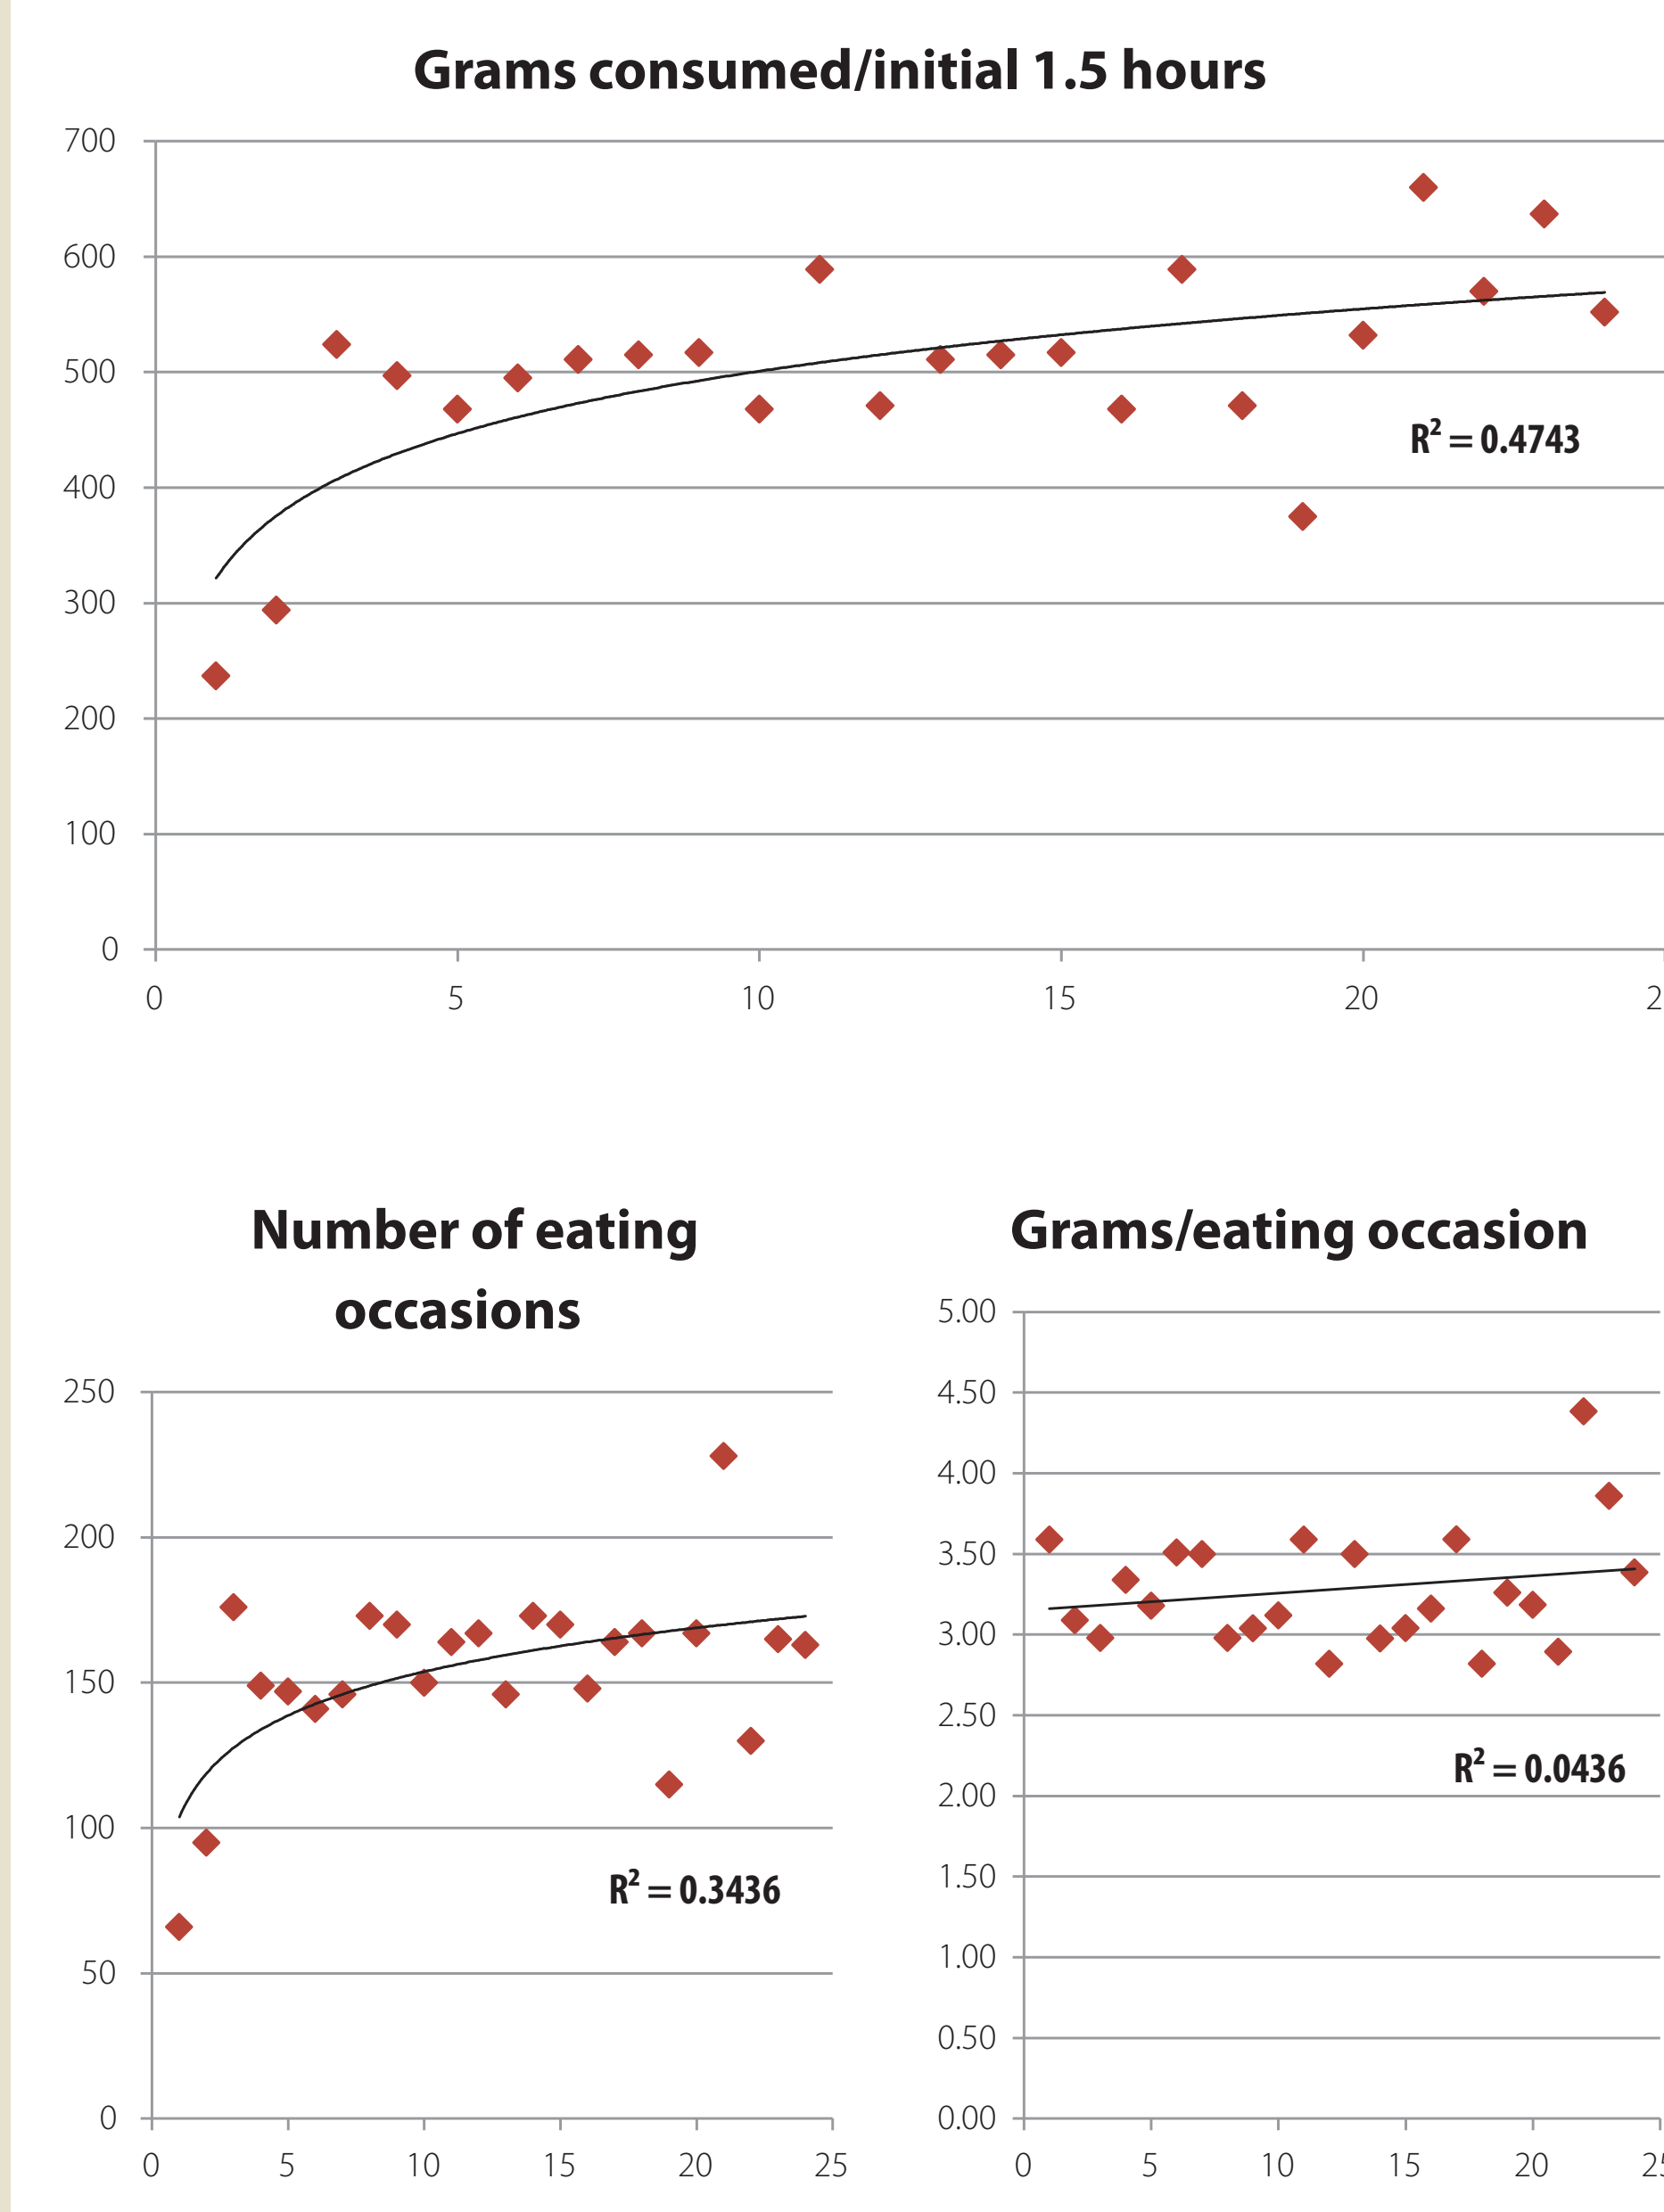 Grams consumed/initial 1.5 hours
700
600
500
400
300
200
100
0
0 5 10 15 20 2
R² = 0.4743
Number of eating
occasions
250
200
150
100
50
0
0 5 10 15 20 25
R² = 0.3436
Grams/eating occasion
5.00
4.50
4.00
3.50
3.00
2.50
2.00
1.50
1.00
0.50
0.00
0 5 10 15 20 25
R² = 0.0436